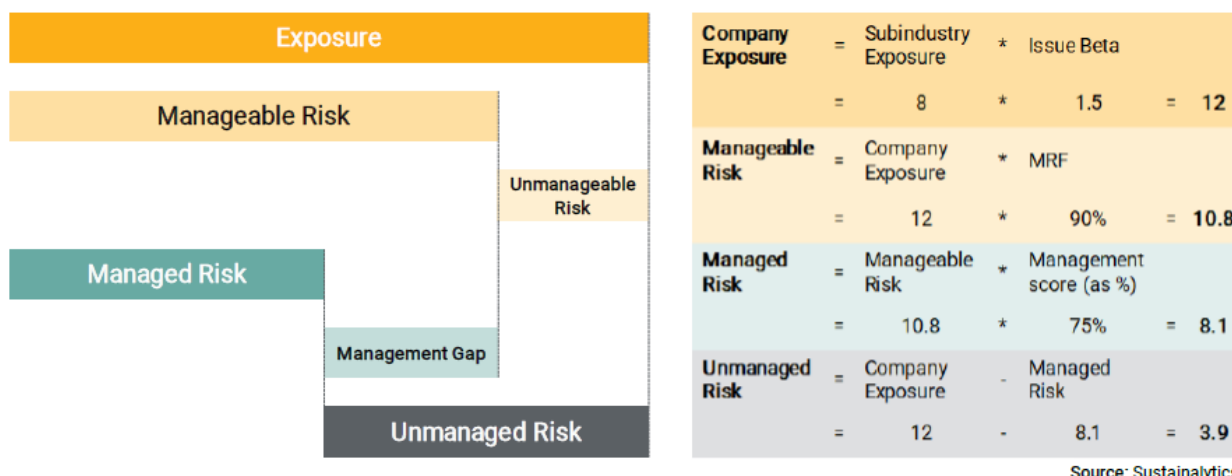 Exposure
Manageable Risk
Unmanageable
Risk
Managed Risk
Management Gap
Unmanaged Risk
Company Exposure = Subindustry Exposure * Issue Beta
= 8 * 1.5 = 12
Manageable Risk = Company Exposure * MRF
= 12 * 90% = 10.8
Managed Risk = Manageable Risk * Management score (as %)
= 10.8 * 75% = 8.1
Unmanaged Risk = Company Exposure - Managed Risk
= 12 - 8.1 = 3.9
Source: Sustainalytics